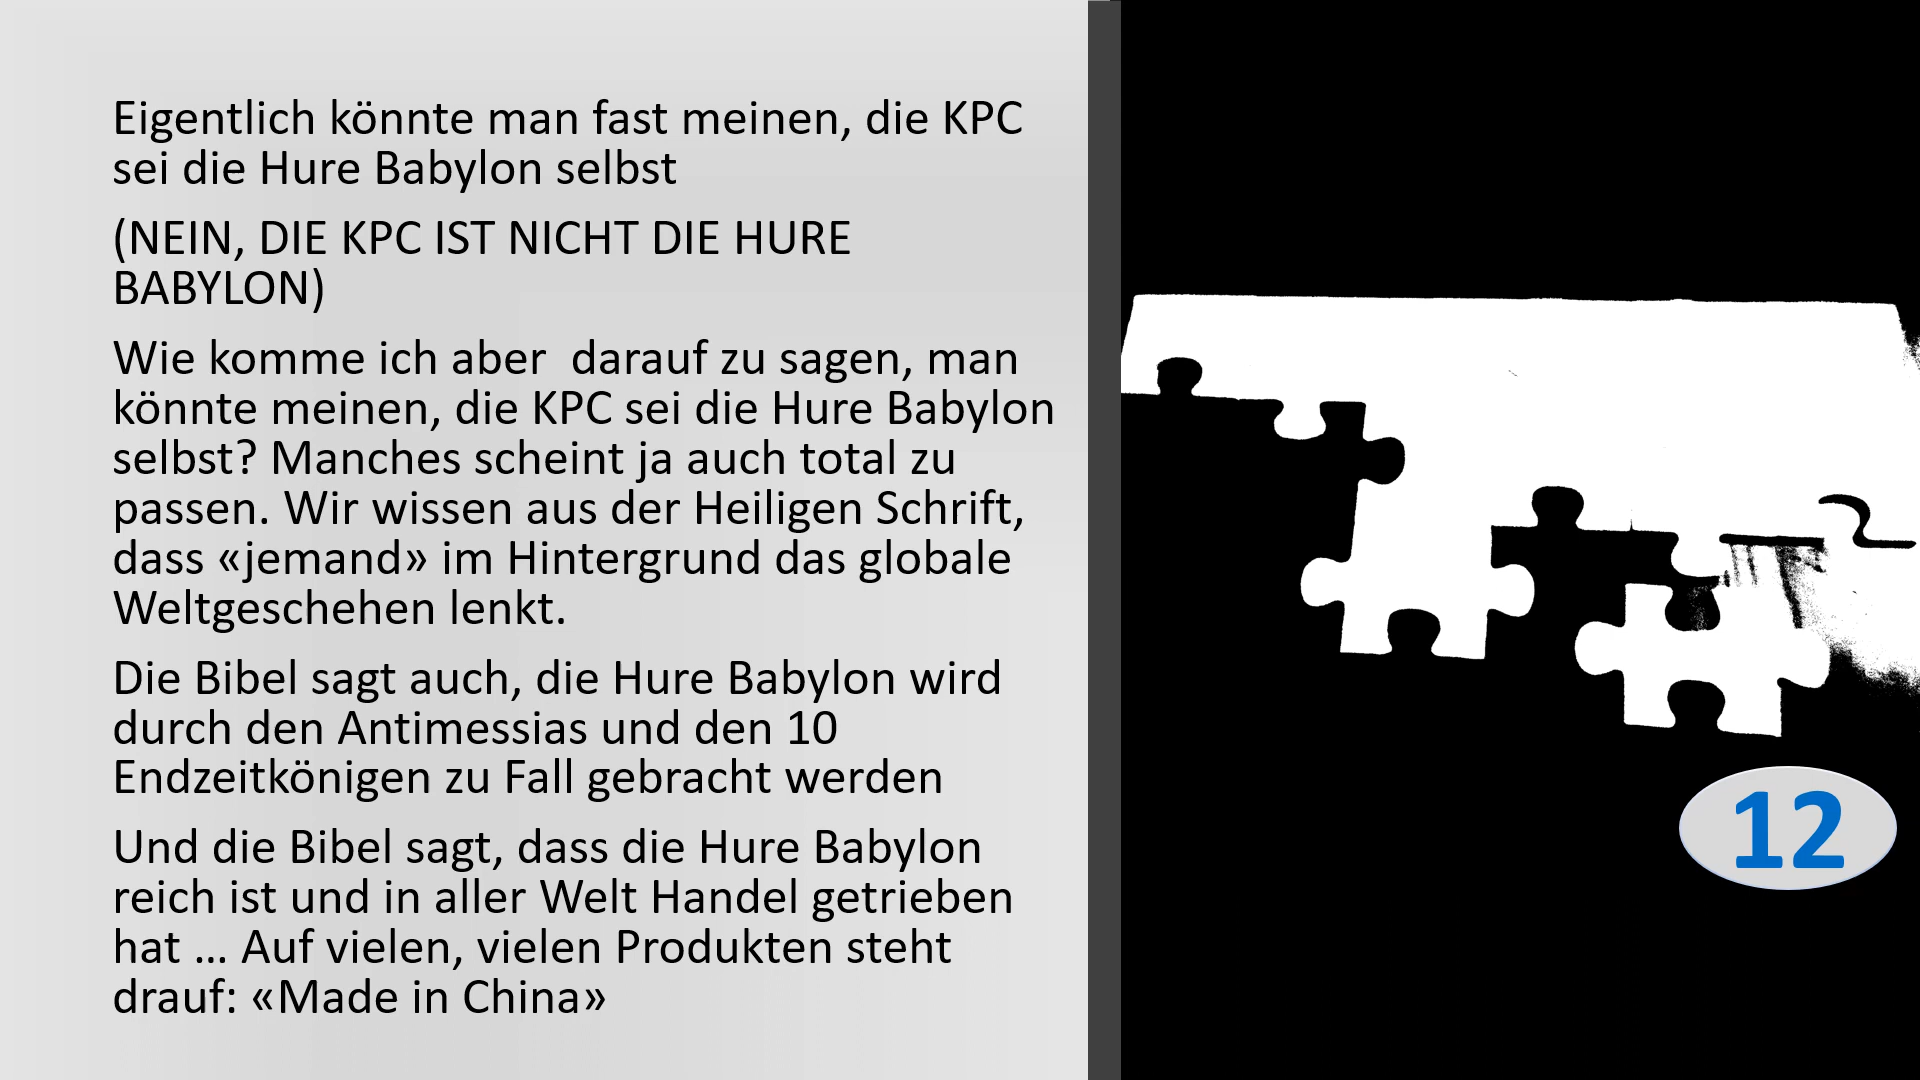 Eigentlich könnte man fast meinen, die KPC
sei die Hure Babylon selbst
(NEIN, DIE KPC IST NICHT DIE HURE
BABYLON)
Wie komme ich aber  darauf zu sagen, man
könnte meinen, die KPC sei die Hure Babylon
selbst? Manches scheint ja auch total zu
passen. Wir wissen aus der Heiligen Schrift,
dass «jemand» im Hintergrund das globale
Weltgeschehen lenkt.
Die Bibel sagt auch, die Hure Babylon wird
durch den Antimessias und den 10
Endzeitkönigen zu Fall gebracht werden
Und die Bibel sagt, dass die Hure Babylon
reich ist und in aller Welt Handel getrieben
hat … Auf vielen, vielen Produkten steht
drauf: «Made in China»
12